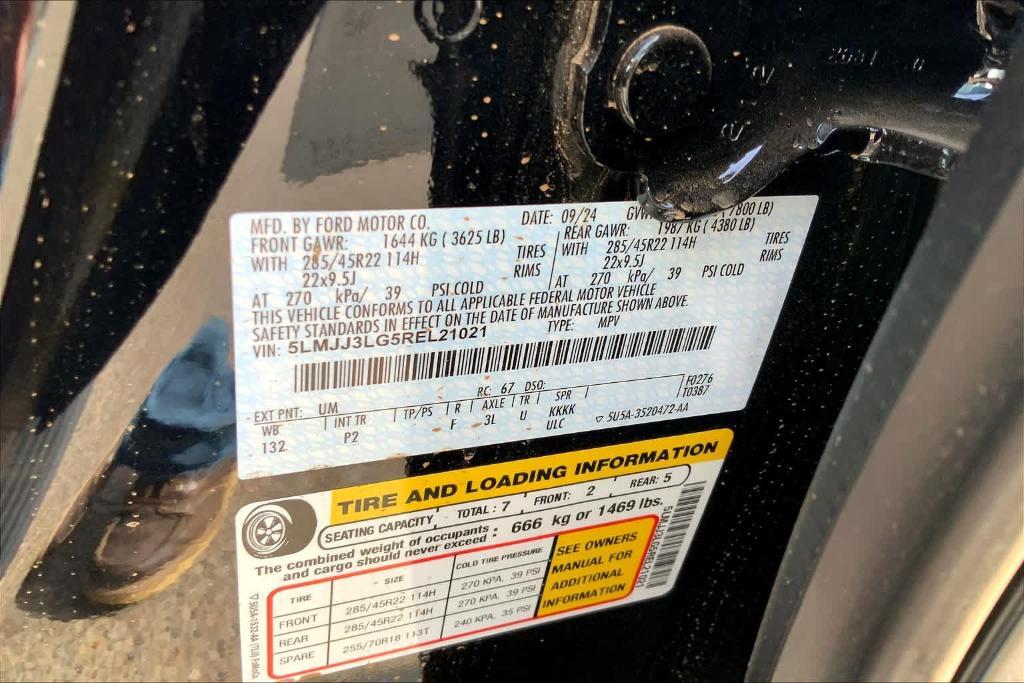 MFD. BY FORD MOTOR CO.
DATE: 09/24
7800 LB)
FRONT GAWR: 1644 KG ( 3625 LB)
REAR GAWR: 1987 KG ( 4380 LB)
WITH 285/45R22 114H TIRES
WITH 285/45R22 114H TIRES
22x9.5J RIMS
22x9.5J RIMS
AT 270 kPa/ 39 PSI COLD
AT 270 kPa/ 39 PSI COLD
THIS VEHICLE CONFORMS TO ALL APPLICABLE FEDERAL MOTOR VEHICLE
SAFETY STANDARDS IN EFFECT ON THE DATE OF MANUFACTURE SHOWN ABOVE.
VIN: 5LMJJ3LG5REL21021 TYPE: MPV
EXT PNT: UM RC: 67 DSO: F0276
WB INT TR TP/PS R AXLE TR SPR T0387
132 P2 F 3L U KKKK
ULC ▽ 5U5A-3520472-AA
TIRE AND LOADING INFORMATION
SEATING CAPACITY TOTAL : 7 FRONT: 2 REAR: 5
The combined weight of occupants
and cargo should never exceed : 666 kg or 1469 lbs.
TIRE SIZE COLD TIRE PRESSURE
FRONT 285/45R22 114H 270 KPA, 39 PSI
REAR 285/45R22 114H 270 KPA, 39 PSI
SPARE 255/70R18 113T 240 KPA, 35 PSI
SEE OWNERS
MANUAL FOR
ADDITIONAL
INFORMATION
5LMJJ3LG5REL21021